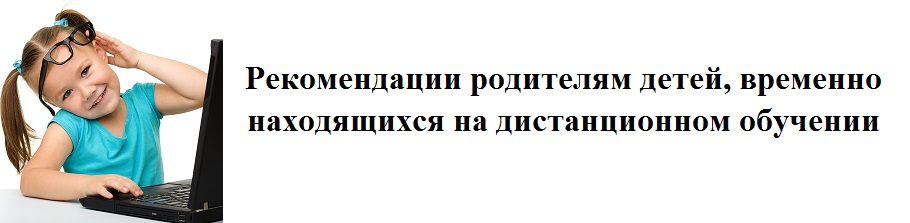 Рекомендации родителям детей, временно
находящихся на дистанционном обучении